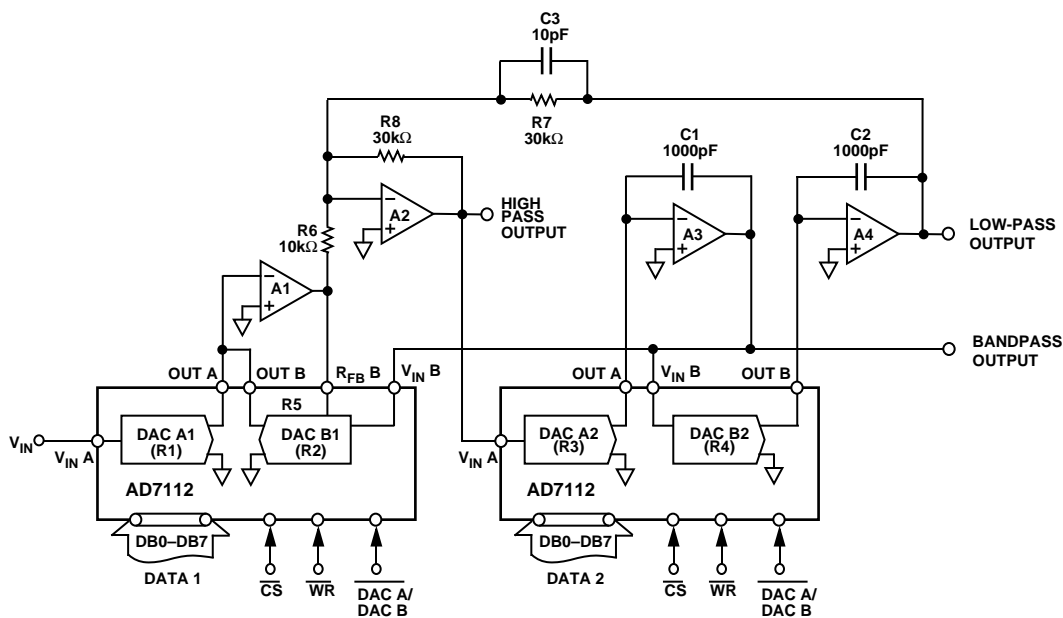 C3
10pF
R7
30kΩ
R8
30kΩ
C1
1000pF
C2
1000pF
A2
HIGH
PASS
OUTPUT
A3
A4
LOW-PASS
OUTPUT
R6
10kΩ
A1
BANDPASS
OUTPUT
OUT A
OUT B
RFB B
VIN B
OUT A
VIN B
OUT B
R5
VIN
VIN A
DAC A1
(R1)
DAC B1
(R2)
VIN A
DAC A2
(R3)
DAC B2
(R4)
AD7112
AD7112
DB0–DB7
DATA 1
CS
WR
DAC A/
DAC B
DB0–DB7
DATA 2
CS
WR
DAC A/
DAC B